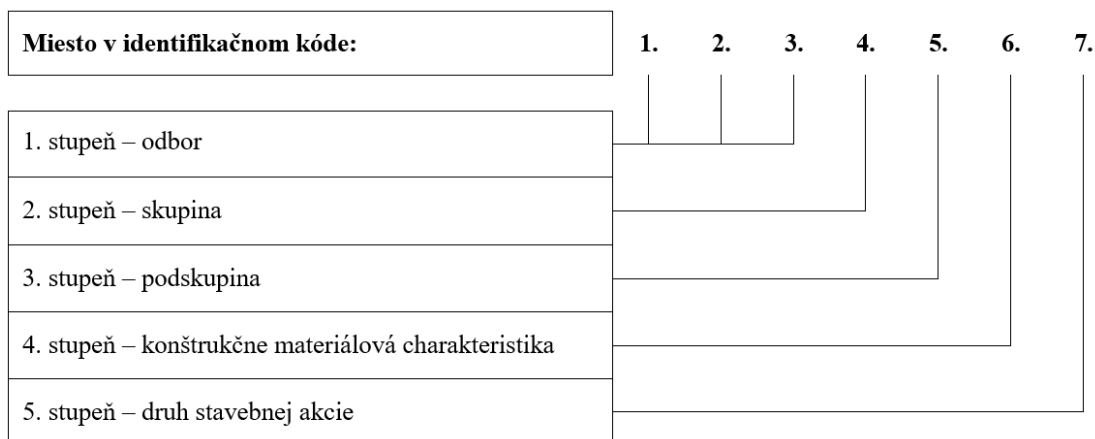 Miesto v identifikačnom kóde: 1. 2. 3. 4. 5. 6. 7.
1. stupeň – odbor
2. stupeň – skupina
3. stupeň – podskupina
4. stupeň – konštrukčne materiálová charakteristika
5. stupeň – druh stavebnej akcie